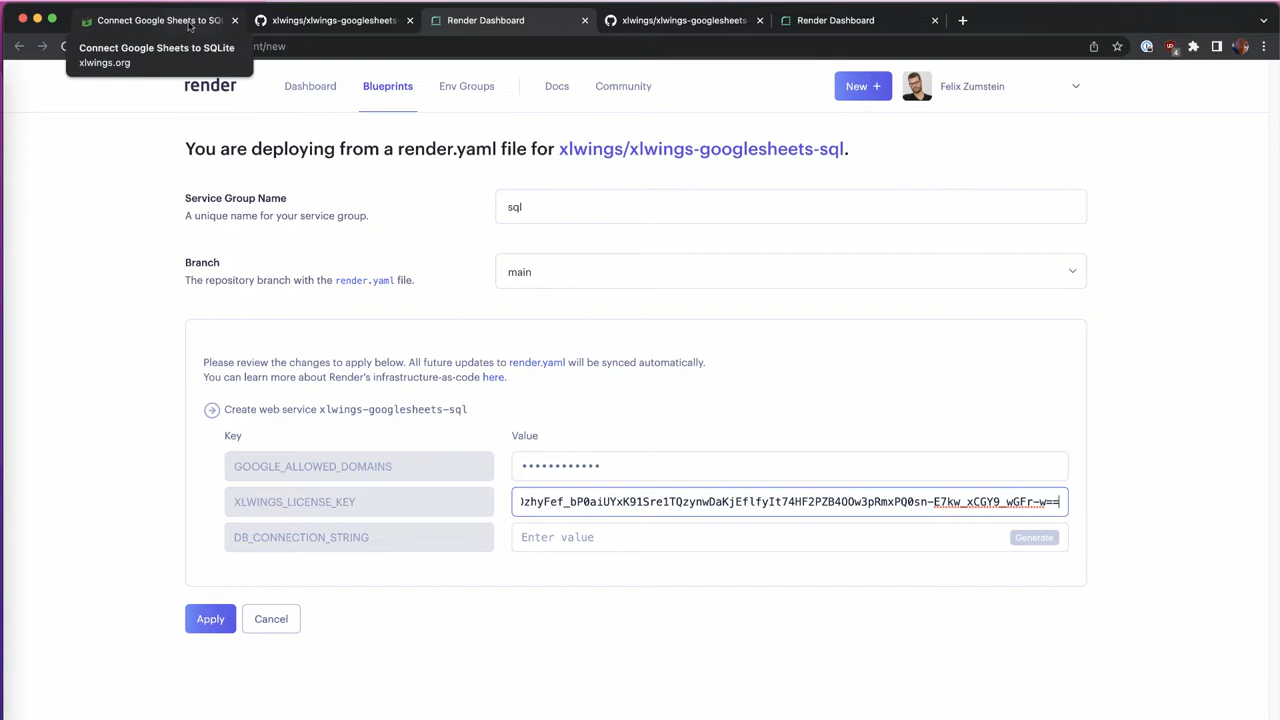 Connect Google Sheets to SQL
xlwings/xlwings-googlesheets-
Render Dashboard
xlwings/xlwings-googlesheets-
Render Dashboard
Connect Google Sheets to SQLite
xlwings.org
nt/new
4
render
Dashboard
Blueprints
Env Groups
Docs
Community
New +
Felix Zumstein
You are deploying from a render.yaml file for xlwings/xlwings-googlesheets-sql.
Service Group Name
A unique name for your service group.
sql
Branch
The repository branch with the render.yaml file.
main
Please review the changes to apply below. All future updates to render.yaml will be synced automatically.
You can learn more about Render's infrastructure-as-code here.
Create web service xlwings-googlesheets-sql
Key
Value
GOOGLE_ALLOWED_DOMAINS
••••••••••••
XLWINGS_LICENSE_KEY
zhyFef_bP0aiUYxK91Sre1TQzynwDaKjEflfyIt74HF2PZB4OOw3pRmxPQ0sn-E7kw_xCGY9_wGFr-w==
DB_CONNECTION_STRING
Enter value
Generate
Apply
Cancel